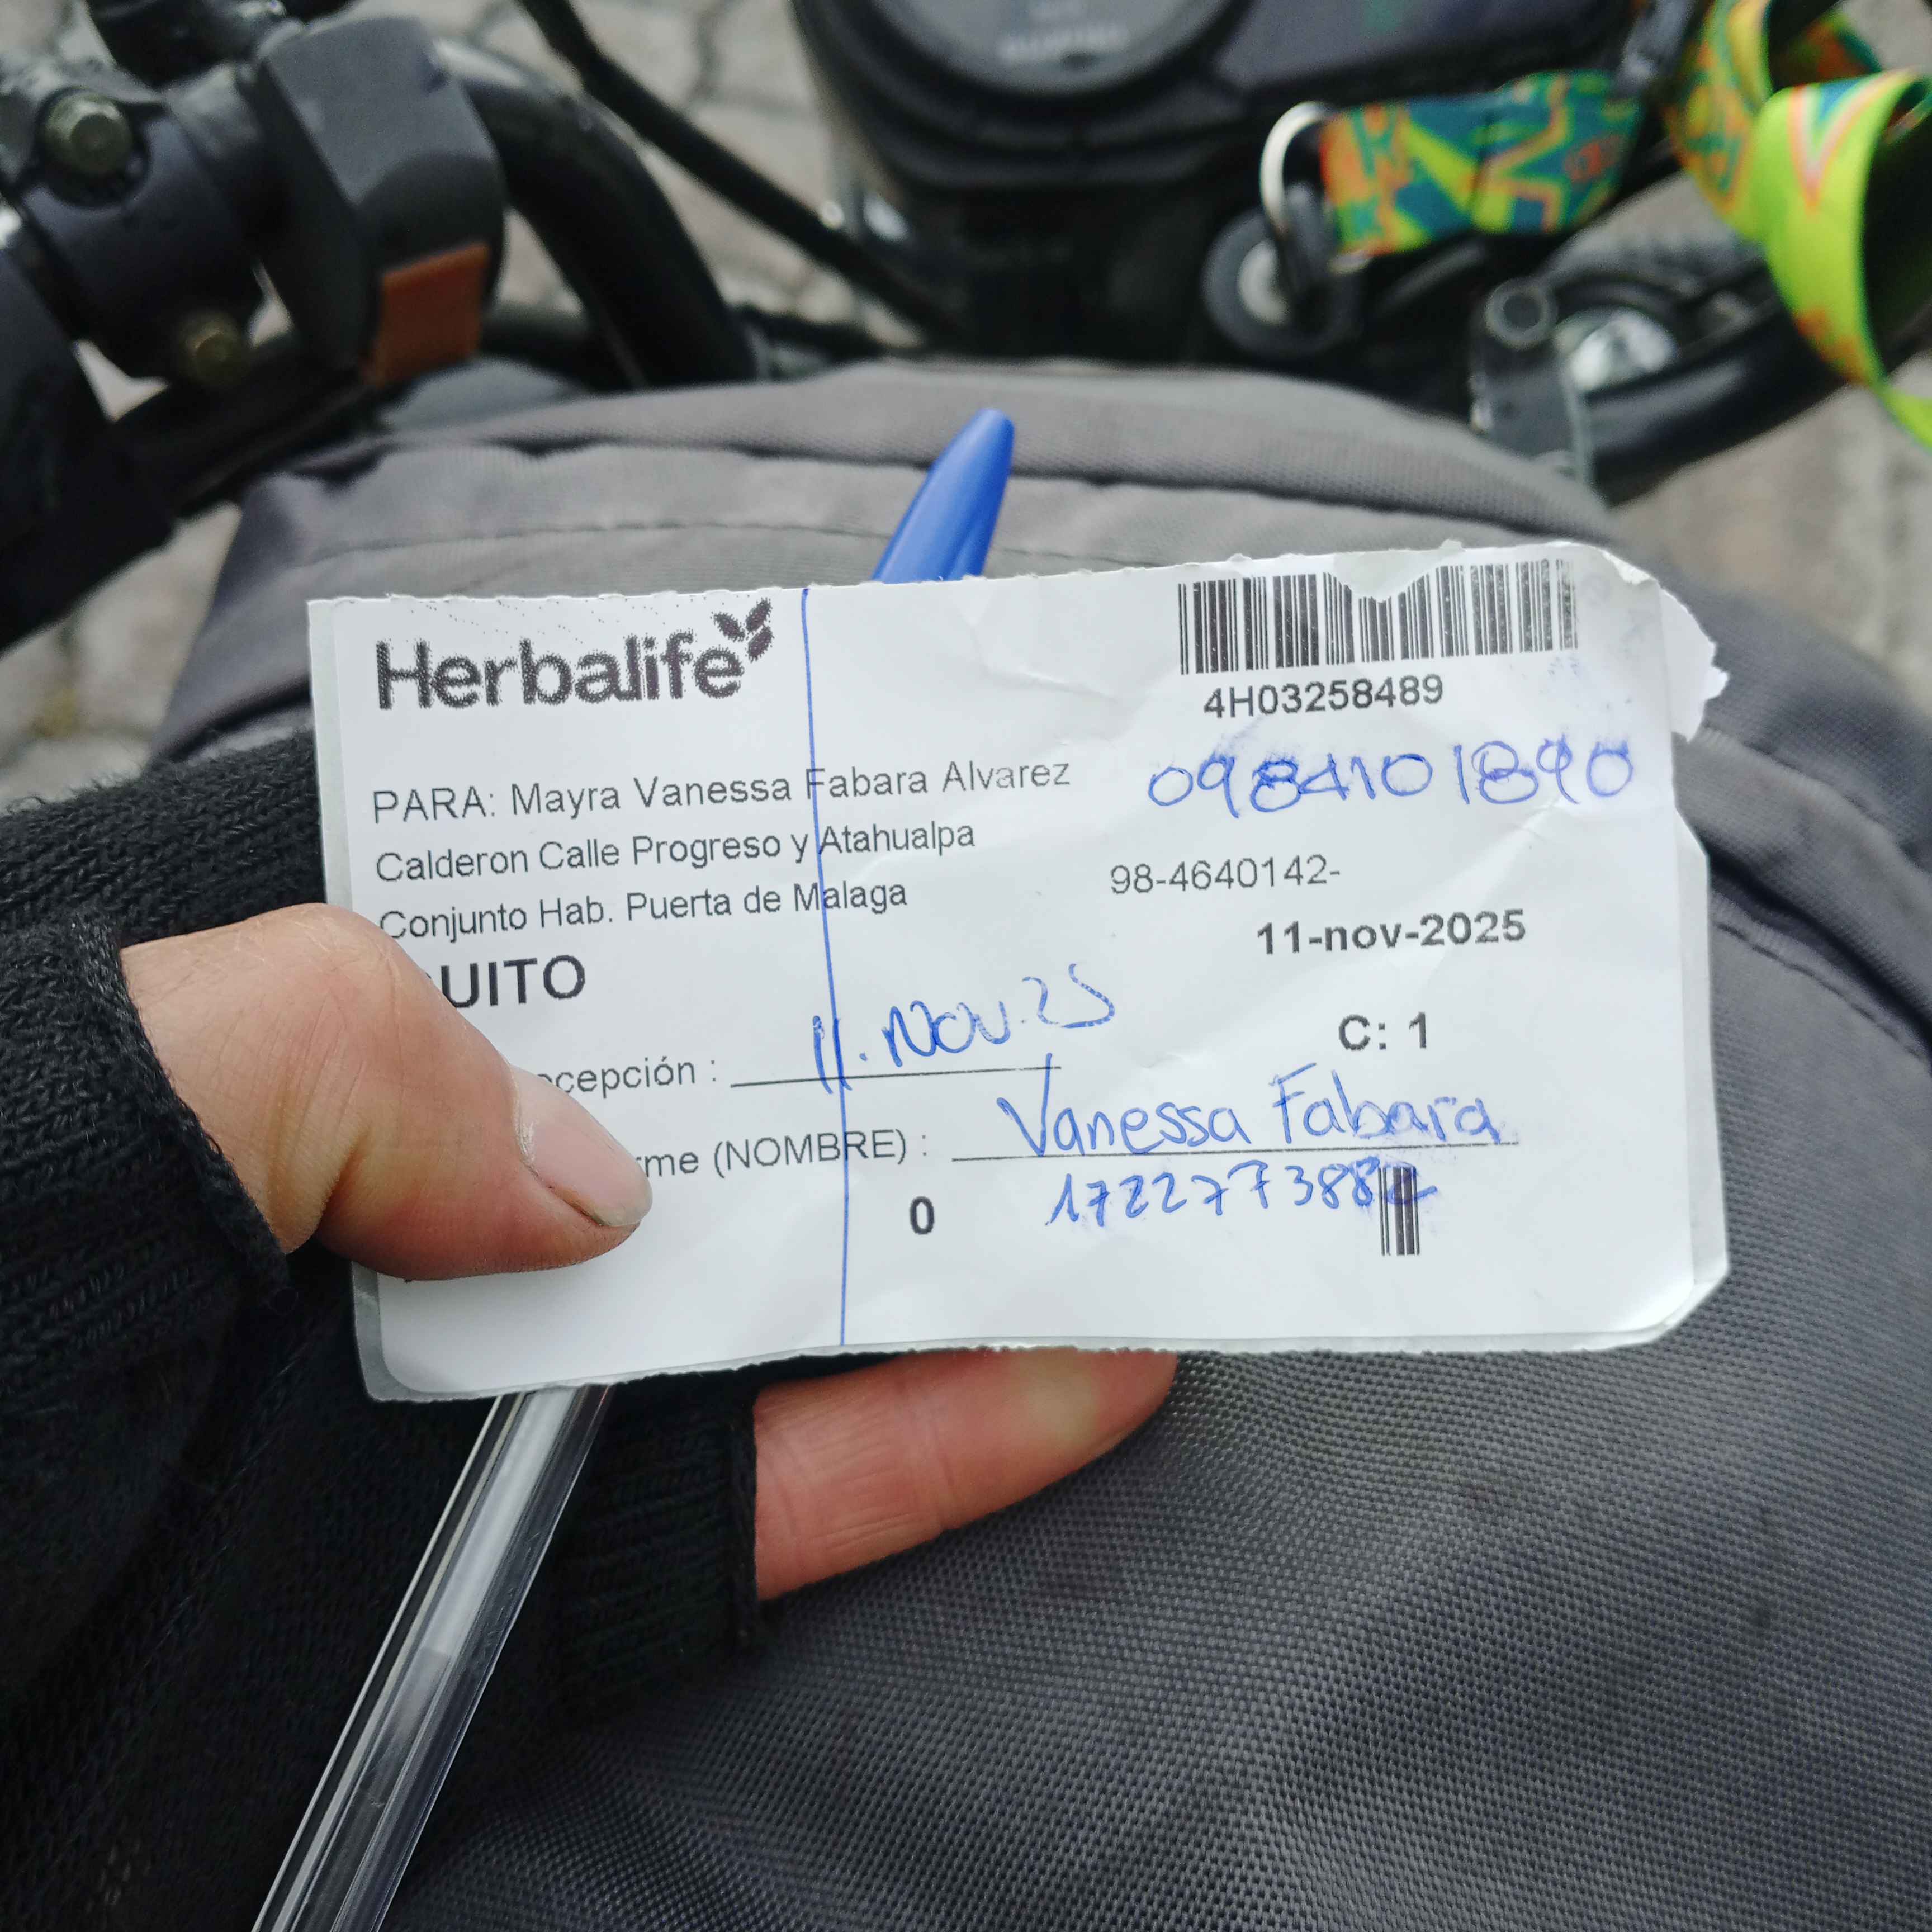 Herbalife
4H03258489
0984101890
PARA: Mayra Vanessa Fabara Alvarez
Calderon Calle Progreso y Atahualpa
98-4640142-
Conjunto Hab. Puerta de Malaga
11-nov-2025
UITO
C: 1
cepción : 11. Nov. 25
rme (NOMBRE) : Vanessa Fabara
0
1722773882